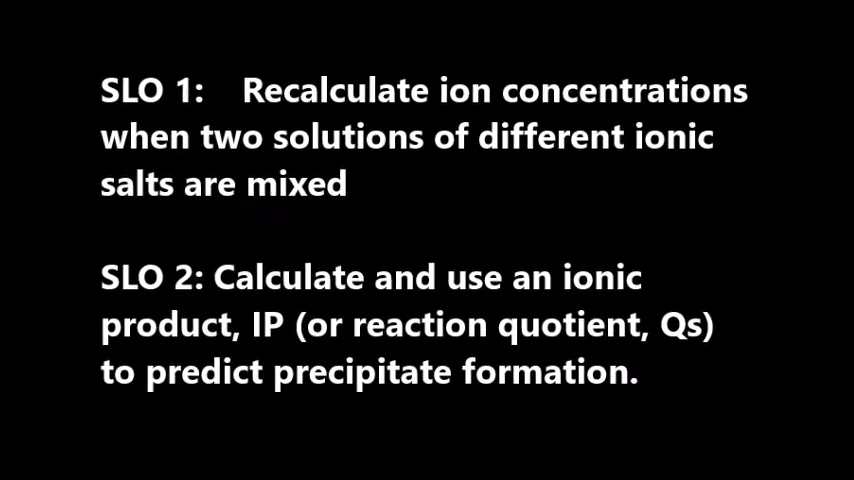 SLO 1: Recalculate ion concentrations
when two solutions of different ionic
salts are mixed
SLO 2: Calculate and use an ionic
product, IP (or reaction quotient, Qs)
to predict precipitate formation.